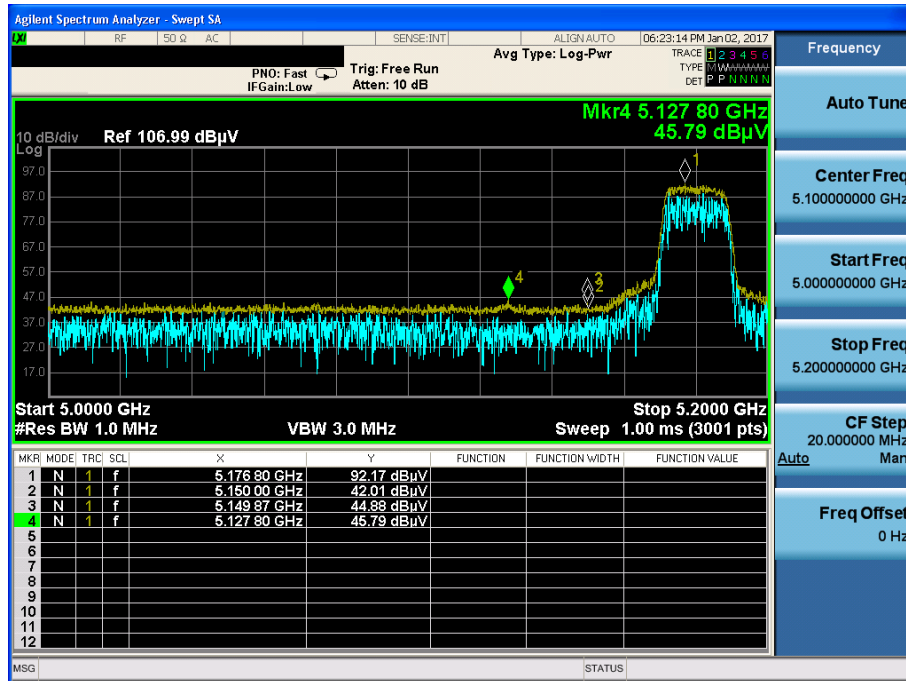 Agilent Spectrum Analyzer - Swept SA
LXI RF 50 Ω AC SENSE:INT ALIGN AUTO 06:23:14 PM Jan 02, 2017
Avg Type: Log-Pwr
TRACE 1 2 3 4 5 6
PNO: Fast Trig: Free Run
TYPE M W W W W W
IFGain:Low Atten: 10 dB
DET P P N N N N
Mkr4 5.127 80 GHz
45.79 dBµV
10 dB/div Ref 106.99 dBµV
Log
97.0
87.0
77.0
67.0
57.0
47.0
37.0
27.0
17.0
1
4
2
Start 5.0000 GHz Stop 5.2000 GHz
#Res BW 1.0 MHz VBW 3.0 MHz Sweep 1.00 ms (3001 pts)
MKR MODE TRC SCL X Y FUNCTION FUNCTION WIDTH FUNCTION VALUE
1 N 1 f 5.176 80 GHz 92.17 dBµV
2 N 1 f 5.150 00 GHz 42.01 dBµV
3 N 1 f 5.149 87 GHz 44.88 dBµV
4 N 1 f 5.127 80 GHz 45.79 dBµV
5
6
7
8
9
10
11
12
MSG STATUS
Frequency
Auto Tune
Center Freq
5.100000000 GHz
Start Freq
5.000000000 GHz
Stop Freq
5.200000000 GHz
CF Step
20.000000 MHz
Auto Man
Freq Offset
0 Hz